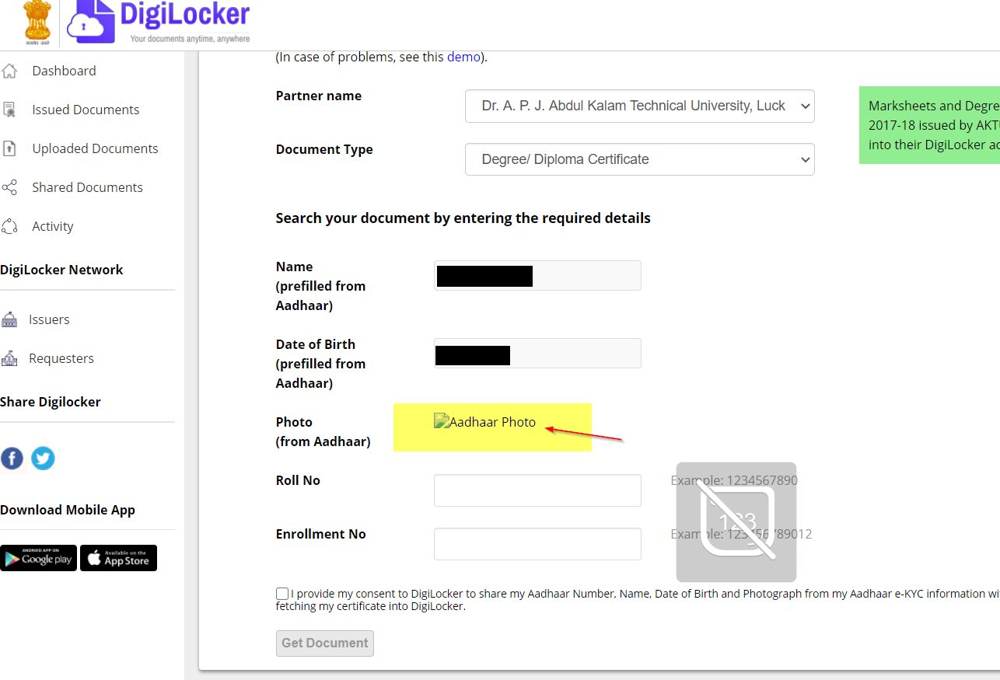 DigiLocker
Your documents anytime, anywhere
सत्यमेव जयते
Dashboard
Issued Documents
Uploaded Documents
Shared Documents
Activity
DigiLocker Network
Issuers
Requesters
Share Digilocker
Download Mobile App
ANDROID APP ON
Google play
Available on the
App Store
(In case of problems, see this demo).
Partner name
Dr. A. P. J. Abdul Kalam Technical University, Luck
Document Type
Degree/ Diploma Certificate
Marksheets and Degre
2017-18 issued by AKT
into their DigiLocker ac
Search your document by entering the required details
Name
(prefilled from
Aadhaar)
Date of Birth
(prefilled from
Aadhaar)
Photo
(from Aadhaar)
Aadhaar Photo
Roll No
Example: 1234567890
Enrollment No
Example: 123456789012
123
I provide my consent to DigiLocker to share my Aadhaar Number, Name, Date of Birth and Photograph from my Aadhaar e-KYC information wi
fetching my certificate into DigiLocker.
Get Document